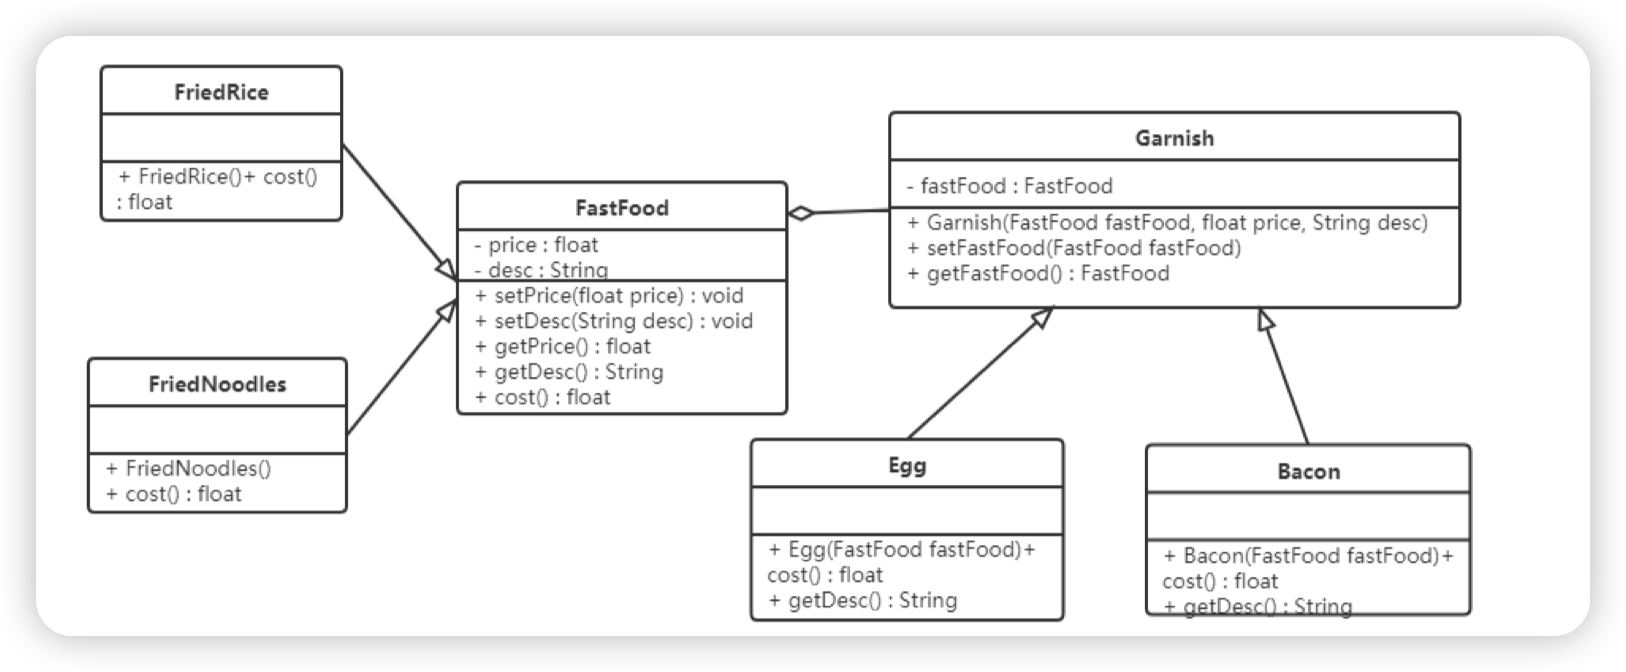 FriedRice
+ FriedRice()+ cost()
: float
FastFood
- price : float
- desc : String
+ setPrice(float price) : void
+ setDesc(String desc) : void
+ getPrice() : float
+ getDesc() : String
+ cost() : float
Garnish
- fastFood : FastFood
+ Garnish(FastFood fastFood, float price, String desc)
+ setFastFood(FastFood fastFood)
+ getFastFood() : FastFood
FriedNoodles
+ FriedNoodles()
+ cost() : float
Egg
+ Egg(FastFood fastFood)+
cost() : float
+ getDesc() : String
Bacon
+ Bacon(FastFood fastFood)+
cost() : float
+ getDesc() : String